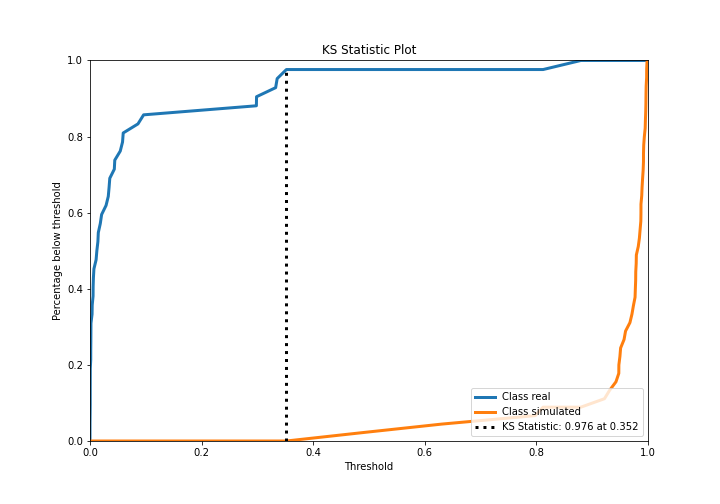 KS Statistic Plot
1.0
0.8
0.6
0.4
0.2
0.0
Percentage below threshold
Class real
Class simulated
KS Statistic: 0.976 at 0.352
0.0 0.2 0.4 0.6 0.8 1.0
Threshold